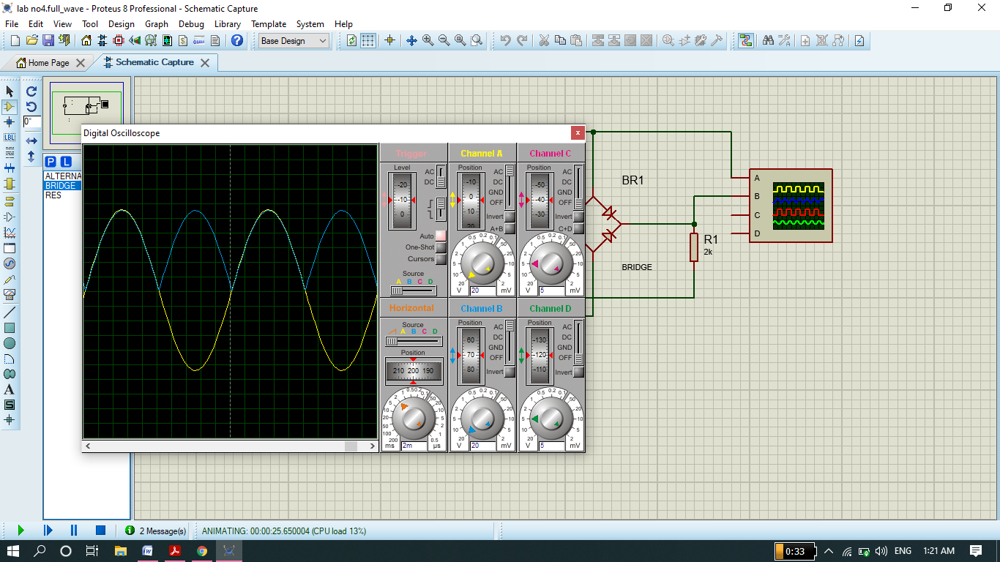 lab no4.full_wave - Proteus 8 Professional - Schematic Capture
File Edit View Tool Design Graph Debug Library Template System Help
Base Design
Home Page Schematic Capture
0°
LBL
P L
ALTERNA
BRIDGE
RES
A
S
Digital Oscilloscope
x
Trigger
Level
-20
-10
0
AC
DC
Auto
One-Shot
Cursors
Source
A B C D
Channel A
Position
-10
0
10
20
AC
DC
GND
OFF
Invert
A+B
20
V mV
Channel C
Position
-50
-40
-30
AC
DC
GND
OFF
Invert
C+D
5
V mV
Horizontal
Source
A B C D
Position
210 200 190
2m
ms µs
Channel B
Position
60
70
80
AC
DC
GND
OFF
Invert
20
V mV
Channel D
Position
-130
-120
-110
AC
DC
GND
OFF
Invert
5
V mV
BR1
BRIDGE
R1
2k
A
B
C
D
2 Message(s)
ANIMATING: 00:00:25.650004 (CPU load 13%)
0:33
ENG
1:21 AM